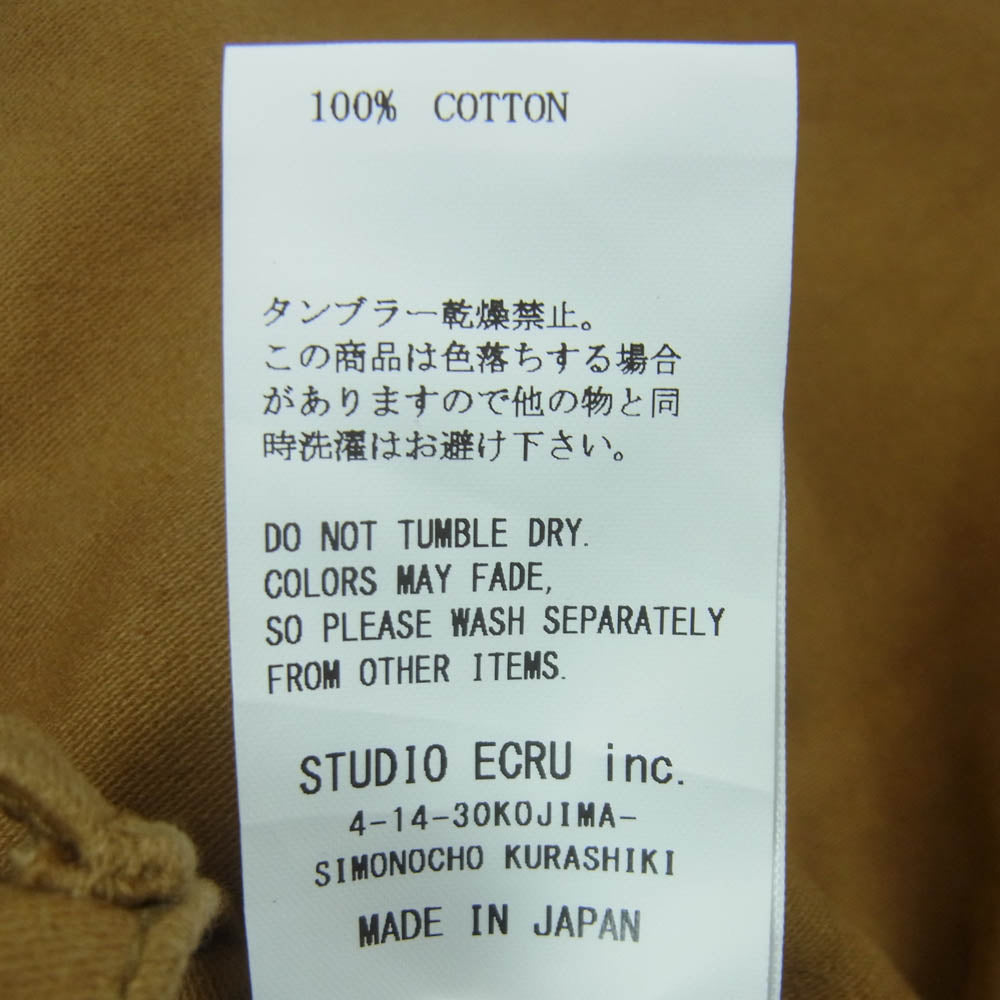 100% COTTON
タンブラー乾燥禁止。
この商品は色落ちする場合
がありますので他の物と同
時洗濯はお避け下さい。
DO NOT TUMBLE DRY.
COLORS MAY FADE,
SO PLEASE WASH SEPARATELY
FROM OTHER ITEMS.
STUDIO ECRU inc.
4-14-30KOJIMA-
SIMONOCHO KURASHIKI
MADE IN JAPAN